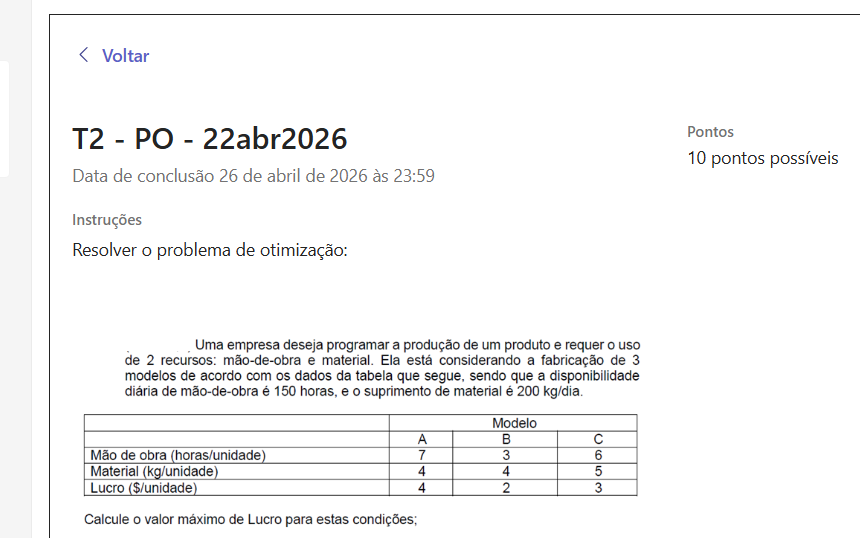 Voltar
T2 - PO - 22abr2026
Pontos
Data de conclusão 26 de abril de 2026 às 23:59
10 pontos possíveis
Instruções
Resolver o problema de otimização:
Uma empresa deseja programar a produção de um produto e requer o uso
de 2 recursos: mão-de-obra e material. Ela está considerando a fabricação de 3
modelos de acordo com os dados da tabela que segue, sendo que a disponibilidade
diária de mão-de-obra é 150 horas, e o suprimento de material é 200 kg/dia.
Modelo
A B C
Mão de obra (horas/unidade) 7 3 6
Material (kg/unidade) 4 4 5
Lucro ($/unidade) 4 2 3
Calcule o valor máximo de Lucro para estas condições;